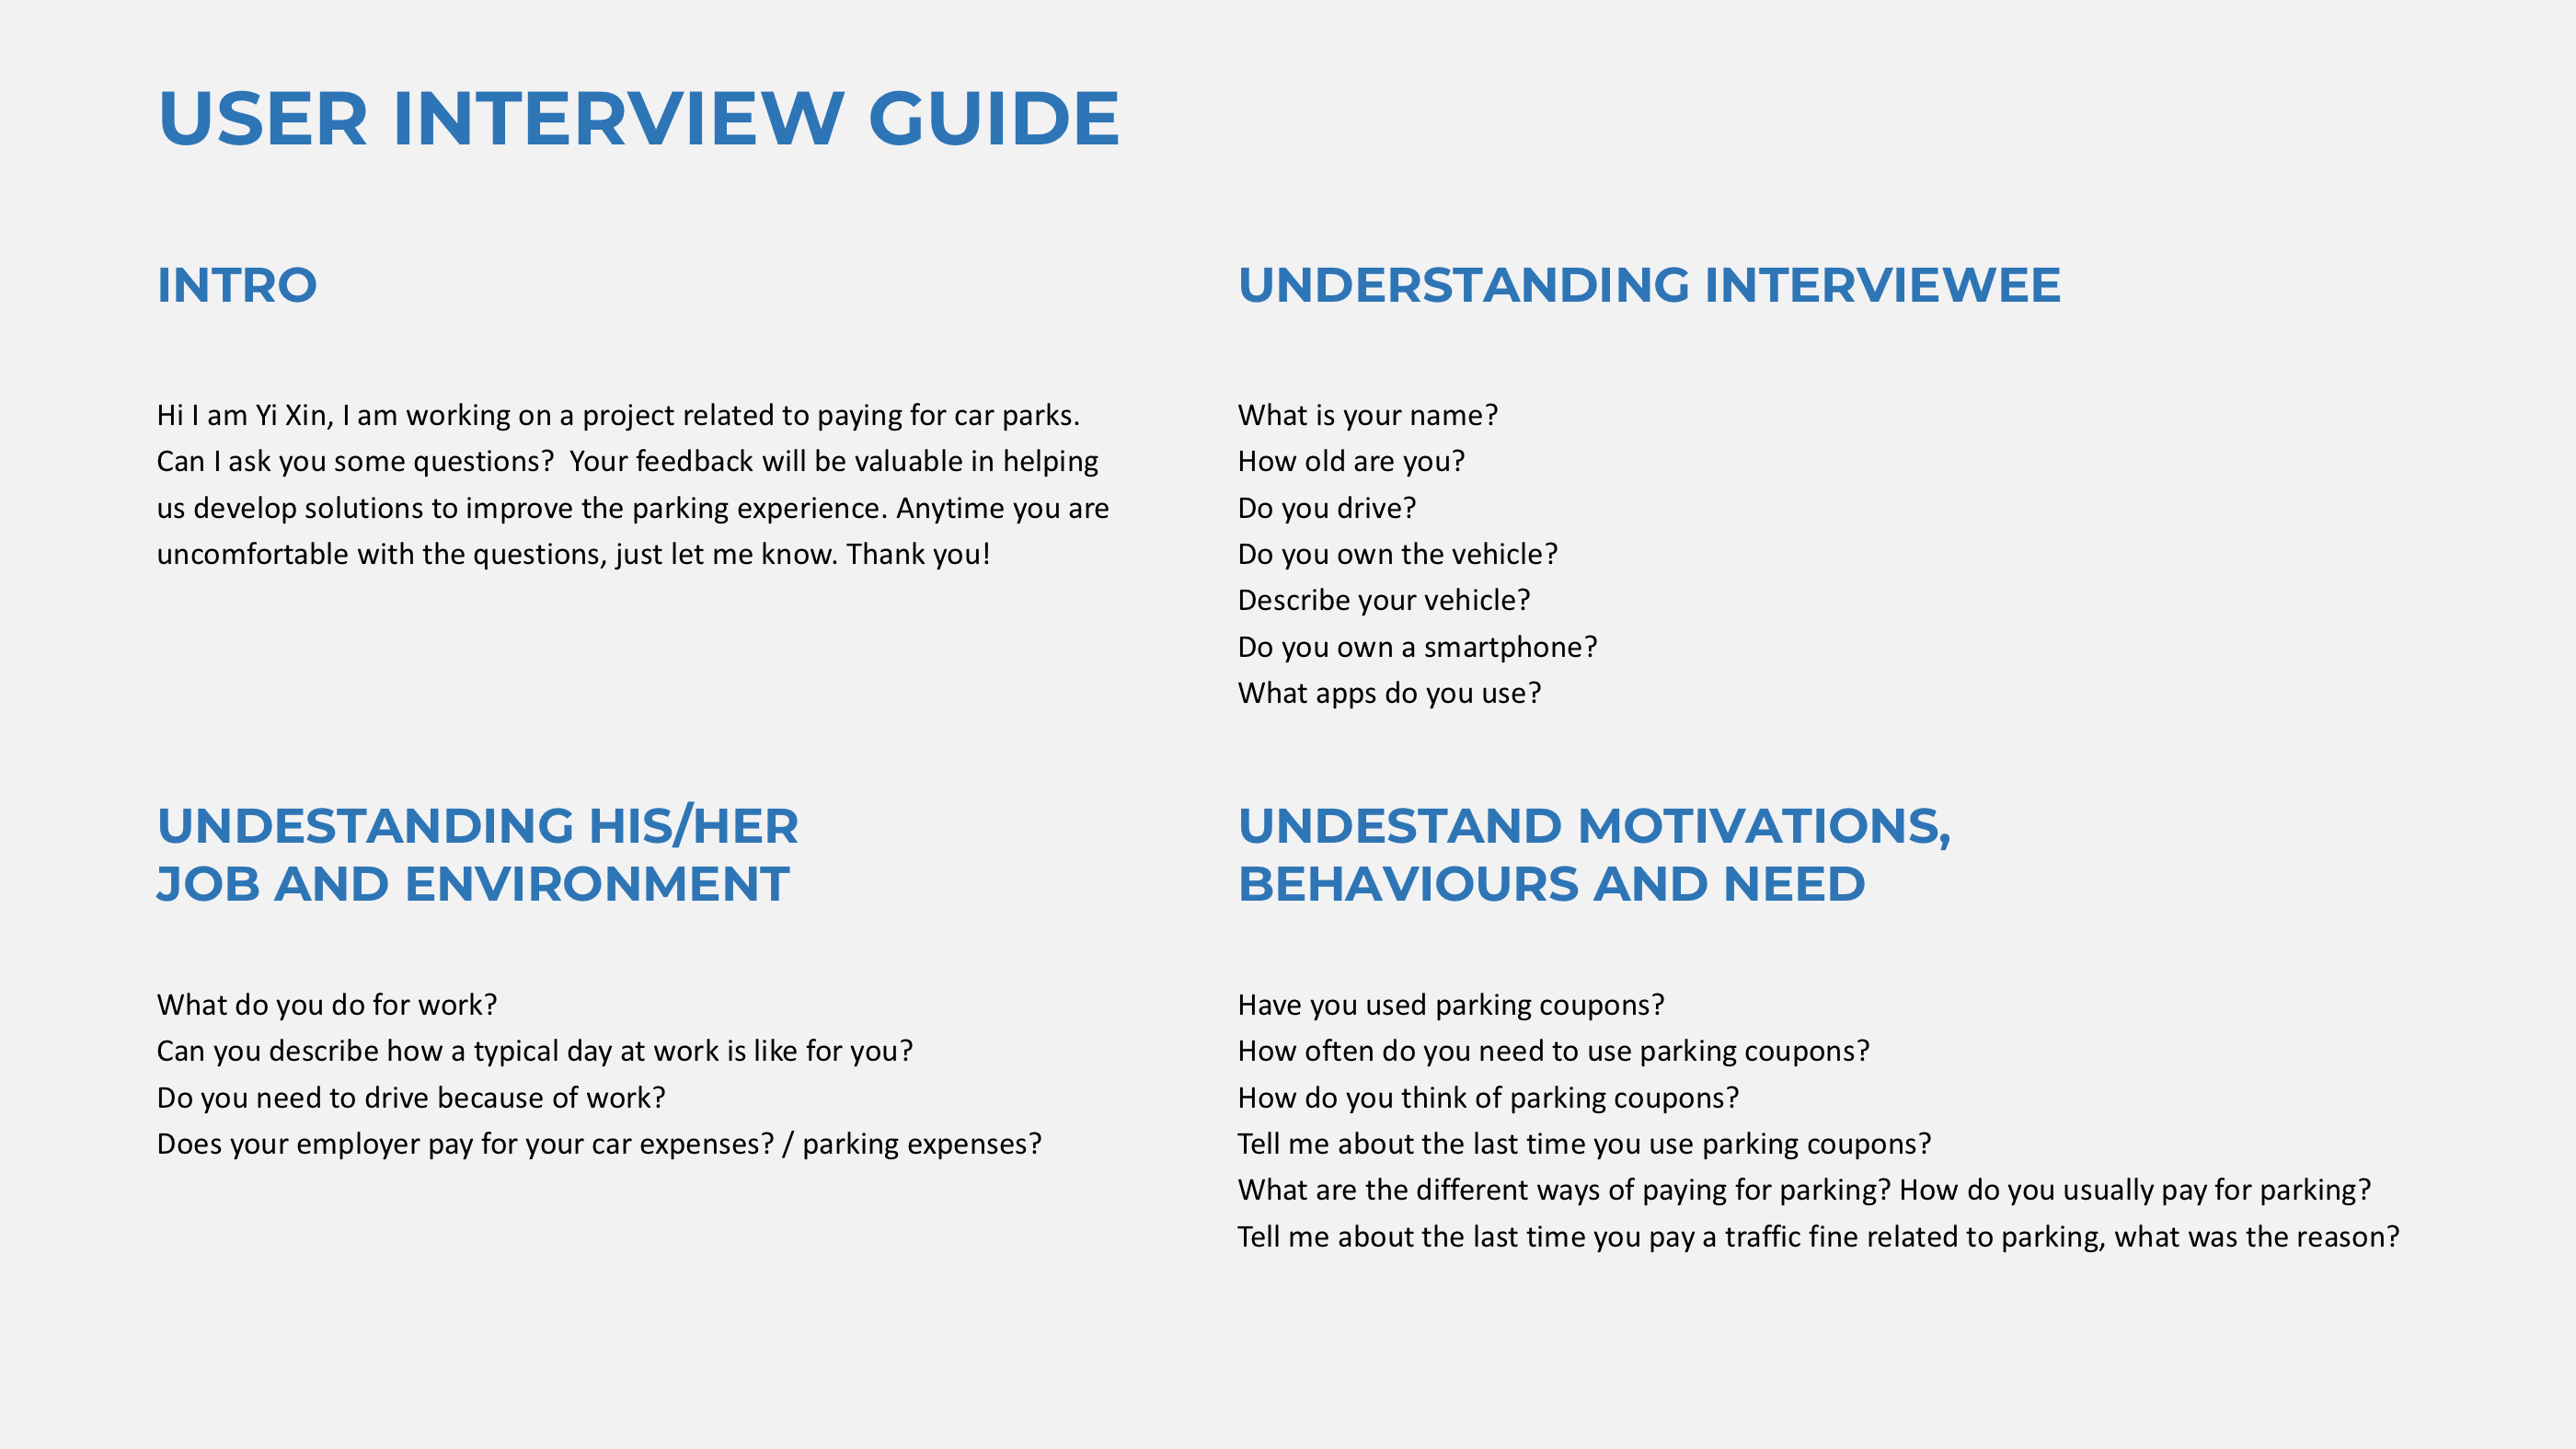 USER INTERVIEW GUIDE
INTRO
Hi I am Yi Xin, I am working on a project related to paying for car parks.
Can I ask you some questions?  Your feedback will be valuable in helping
us develop solutions to improve the parking experience. Anytime you are
uncomfortable with the questions, just let me know. Thank you!
UNDERSTANDING INTERVIEWEE
What is your name?
How old are you?
Do you drive?
Do you own the vehicle?
Describe your vehicle?
Do you own a smartphone?
What apps do you use?
UNDESTANDING HIS/HER
JOB AND ENVIRONMENT
What do you do for work?
Can you describe how a typical day at work is like for you?
Do you need to drive because of work?
Does your employer pay for your car expenses? / parking expenses?
UNDESTAND MOTIVATIONS,
BEHAVIOURS AND NEED
Have you used parking coupons?
How often do you need to use parking coupons?
How do you think of parking coupons?
Tell me about the last time you use parking coupons?
What are the different ways of paying for parking? How do you usually pay for parking?
Tell me about the last time you pay a traffic fine related to parking, what was the reason?